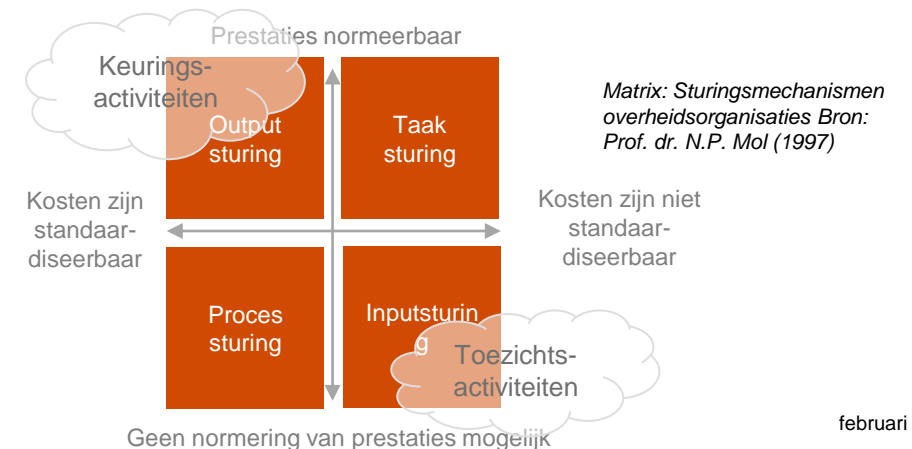 Prestaties normeerbaar
Keurings-
activiteiten
Output
sturing
Taak
sturing
Matrix: Sturingsmechanismen
overheidsorganisaties Bron:
Prof. dr. N.P. Mol (1997)
Kosten zijn
standaar-
diseerbaar
Kosten zijn niet
standaar-
diseerbaar
Proces
sturing
Inputsturin
g
Toezichts-
activiteiten
Geen normering van prestaties mogelijk
februari